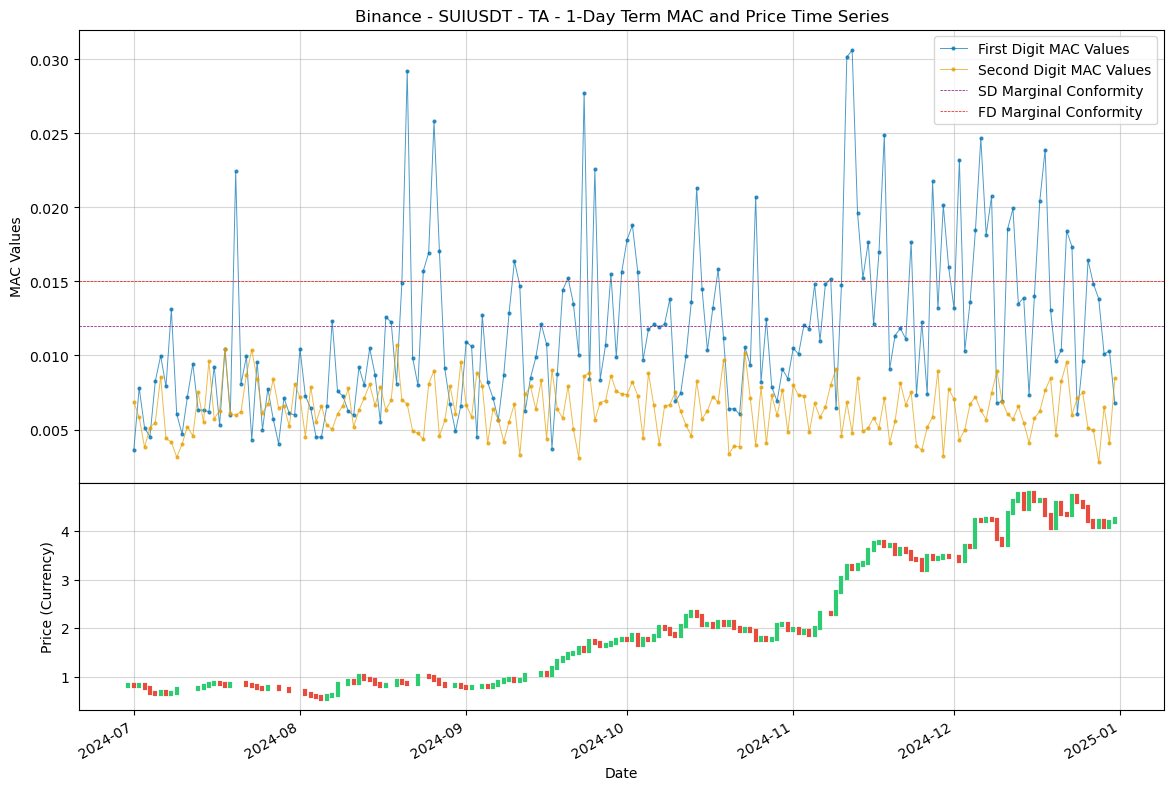 Binance - SUIUSDT - TA - 1-Day Term MAC and Price Time Series
First Digit MAC Values
Second Digit MAC Values
SD Marginal Conformity
FD Marginal Conformity
MAC Values
0.030
0.025
0.020
0.015
0.010
0.005
Price (Currency)
4
3
2
1
2024-07
2024-08
2024-09
2024-10
2024-11
2024-12
2025-01
Date